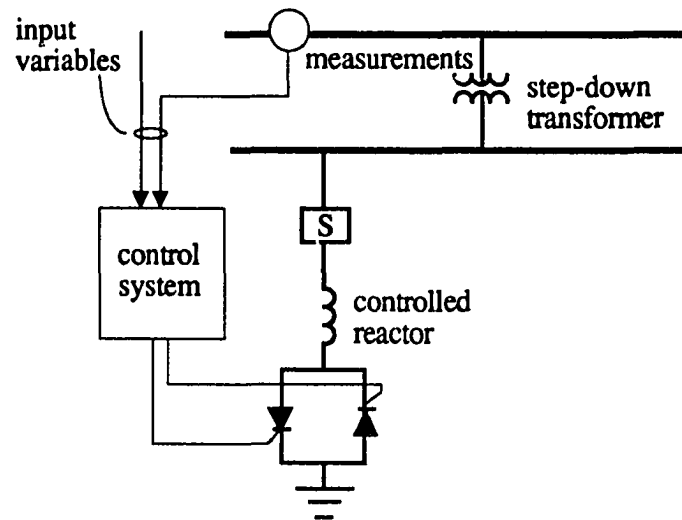 input
variables
measurements
step-down
transformer
S
control
system
controlled
reactor